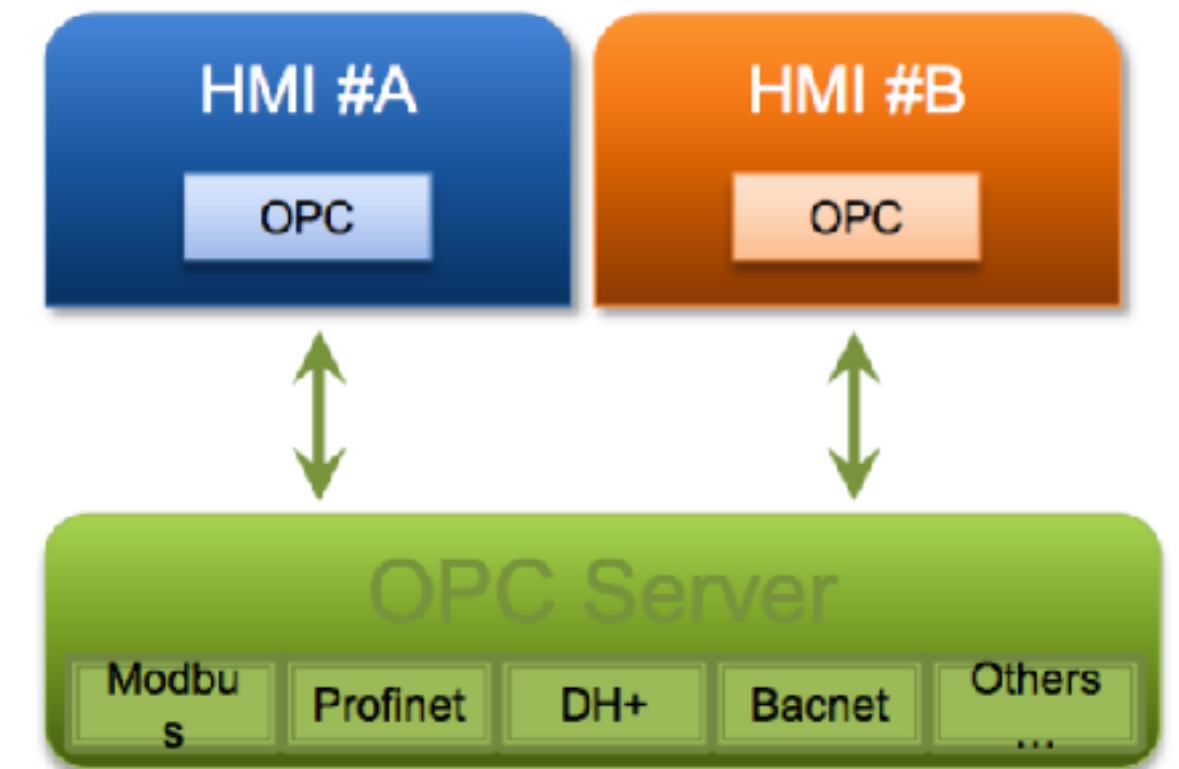 HMI #A
HMI #B
OPC
OPC
OPC Server
Modbu
s
Profinet
DH+
Bacnet
Others
...